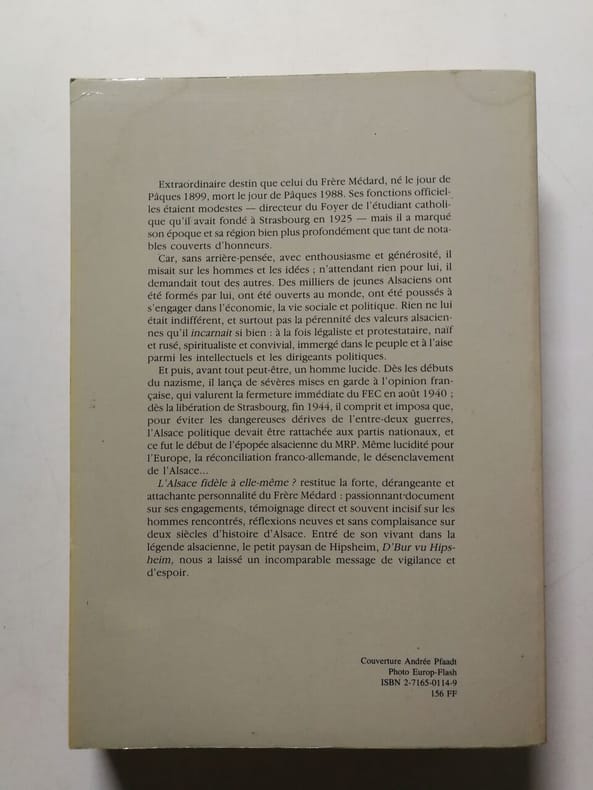 Extraordinaire destin que celui du Frère Médard, né le jour de
Pâques 1899, mort le jour de Pâques 1988. Ses fonctions officiel-
les étaient modestes — directeur du Foyer de l'étudiant catholi-
que qu'il avait fondé à Strasbourg en 1925 — mais il a marqué
son époque et sa région bien plus profondément que tant de nota-
bles couverts d'honneurs.
Car, sans arrière-pensée, avec enthousiasme et générosité, il
misait sur les hommes et les idées ; n'attendant rien pour lui, il
demandait tout des autres. Des milliers de jeunes Alsaciens ont
été formés par lui, ont été ouverts au monde, ont été poussés à
s'engager dans l'économie, la vie sociale et politique. Rien ne lui
était indifférent, et surtout pas la pérennité des valeurs alsacien-
nes qu'il incarnait si bien : à la fois légaliste et protestataire, naïf
et rusé, spiritualiste et convivial, immergé dans le peuple et à l'aise
parmi les intellectuels et les dirigeants politiques.
Et puis, avant tout peut-être, un homme lucide. Dès les débuts
du nazisme, il lança de sévères mises en garde à l'opinion fran-
çaise, qui valurent la fermeture immédiate du FEC en août 1940 ;
dès la libération de Strasbourg, fin 1944, il comprit et imposa que,
pour éviter les dangereuses dérives de l'entre-deux guerres,
l'Alsace politique devait être rattachée aux partis nationaux, et
ce fut le début de l'épopée alsacienne du MRP. Même lucidité pour
l'Europe, la réconciliation franco-allemande, le désenclavement
de l'Alsace...
L'Alsace fidèle à elle-même ? restitue la forte, dérangeante et
attachante personnalité du Frère Médard : passionnant document
sur ses engagements, témoignage direct et souvent incisif sur les
hommes rencontrés, réflexions neuves et sans complaisance sur
deux siècles d'histoire d'Alsace. Entré de son vivant dans la
légende alsacienne, le petit paysan de Hipsheim, D'Bur vu Hips-
heim, nous a laissé un incomparable message de vigilance et
d'espoir.
Couverture Andrée Pfaadt
Photo Europ-Flash
ISBN 2-7165-0114-9
156 FF